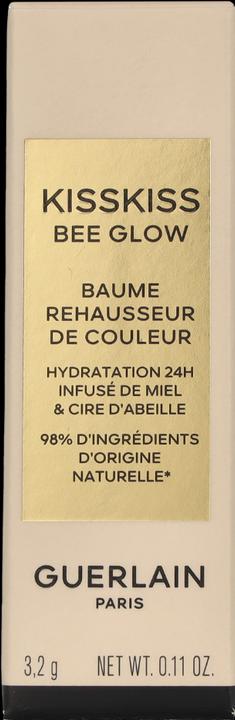 KISSKISS
BEE GLOW
BAUME
REHAUSSEUR
DE COULEUR
HYDRATATION 24H
INFUSÉ DE MIEL
& CIRE D'ABEILLE
98% D'INGRÉDIENTS
D'ORIGINE
NATURELLE*
GUERLAIN
PARIS
3,2 g NET WT. 0.11 OZ.